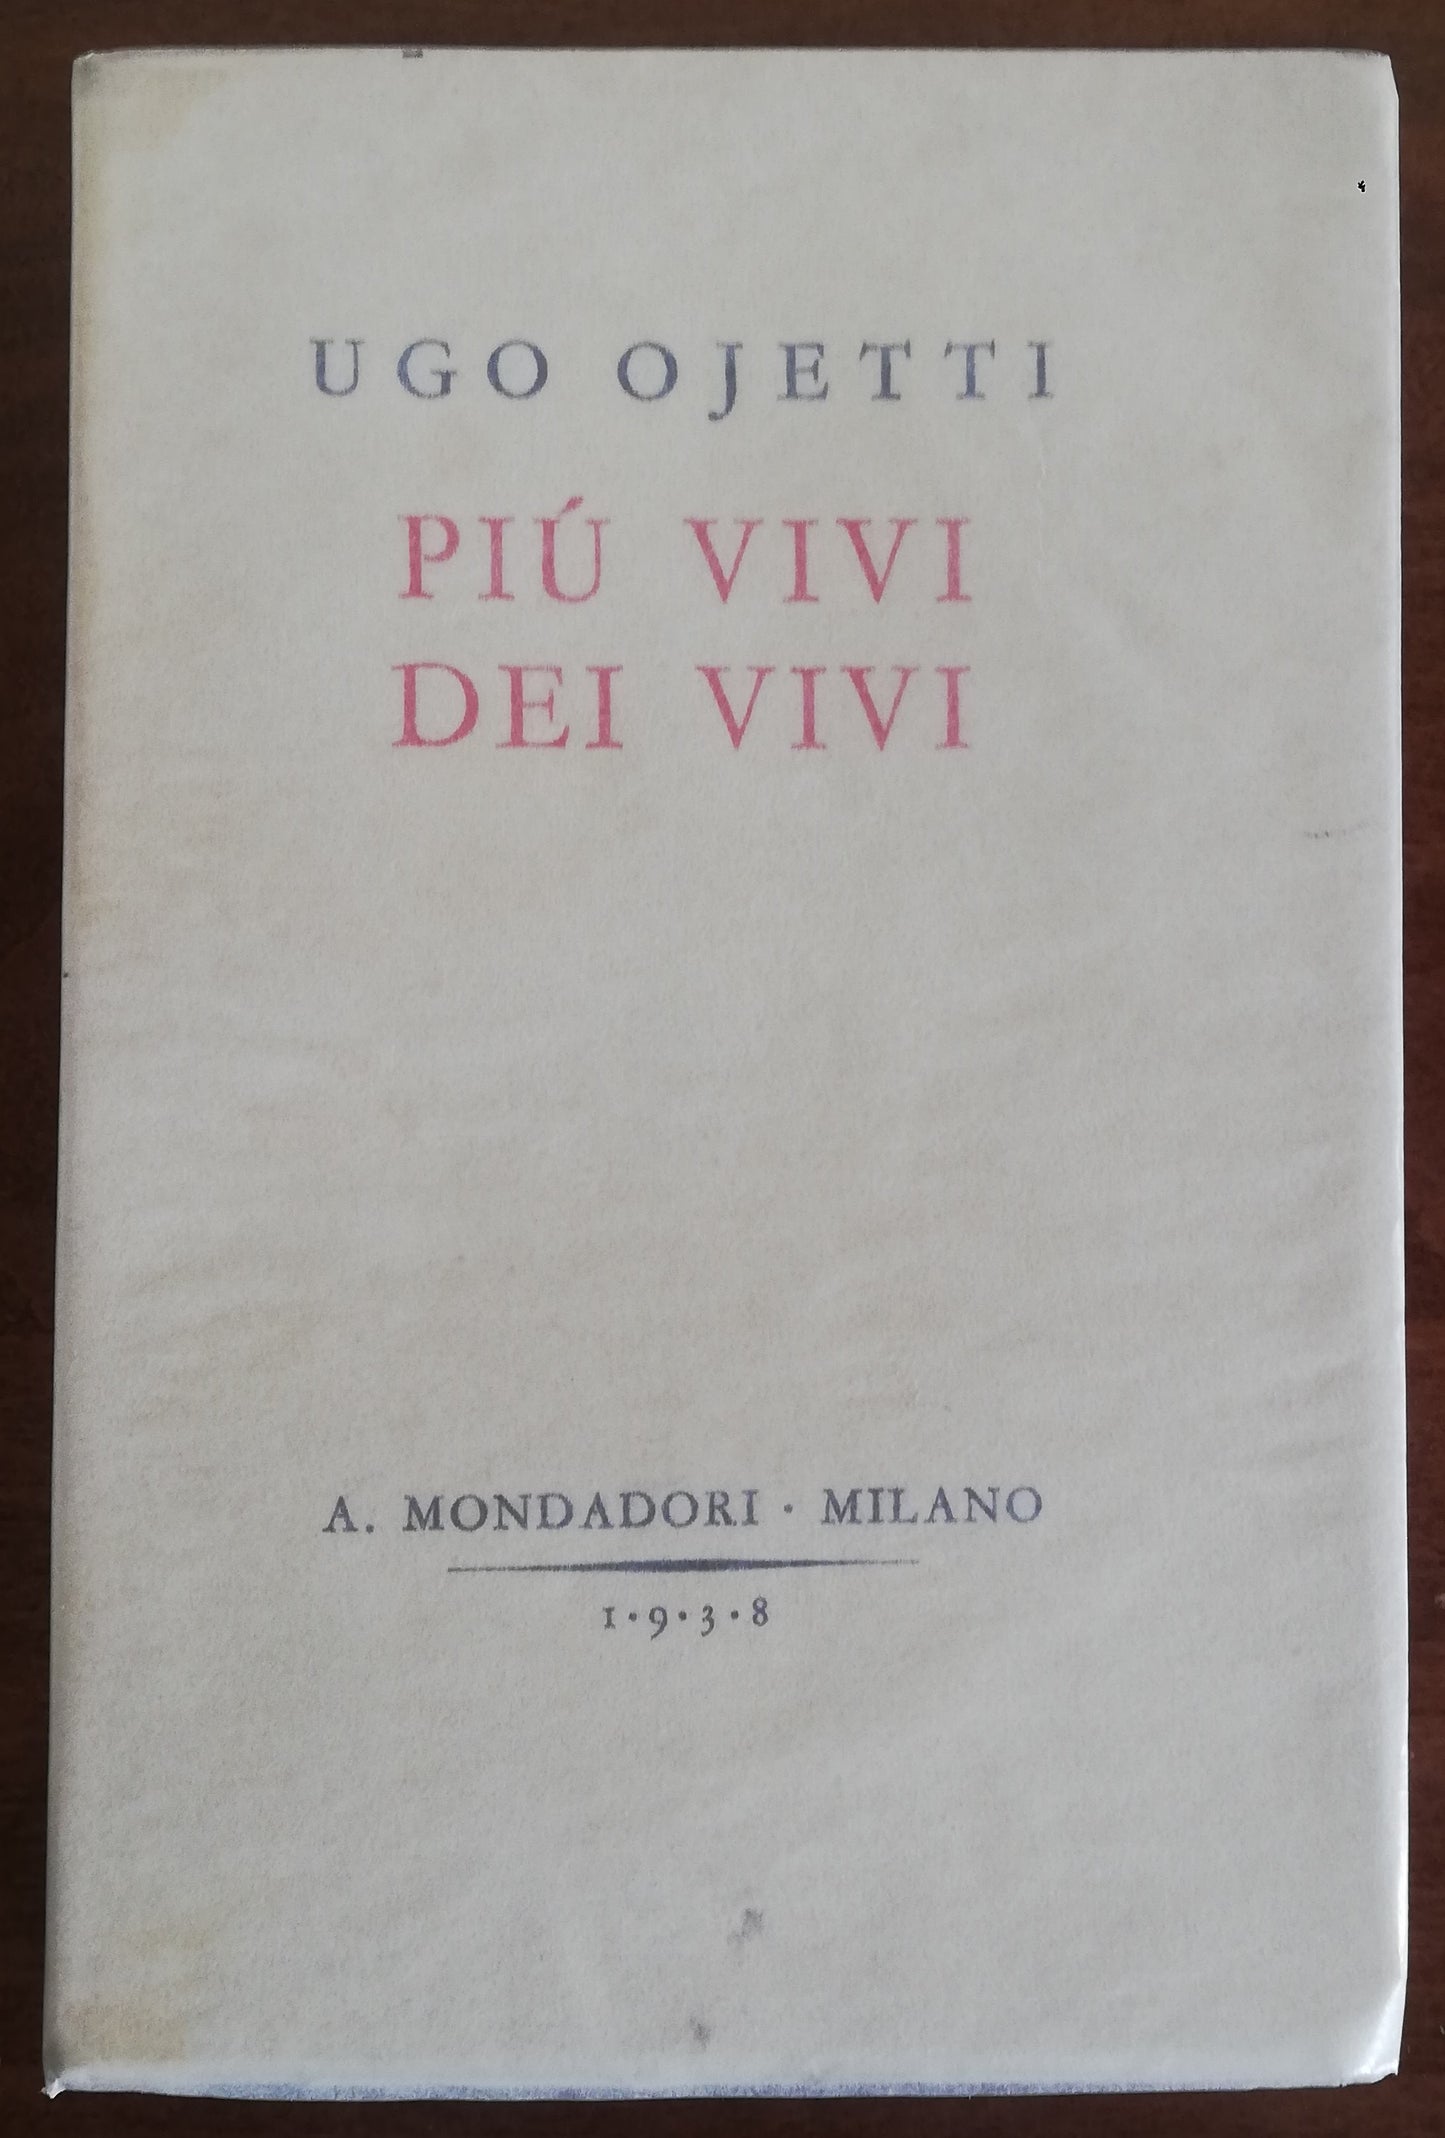 UGO OJETTI
PIÚ VIVI
DEI VIVI
A. MONDADORI · MILANO
1·9·3·8